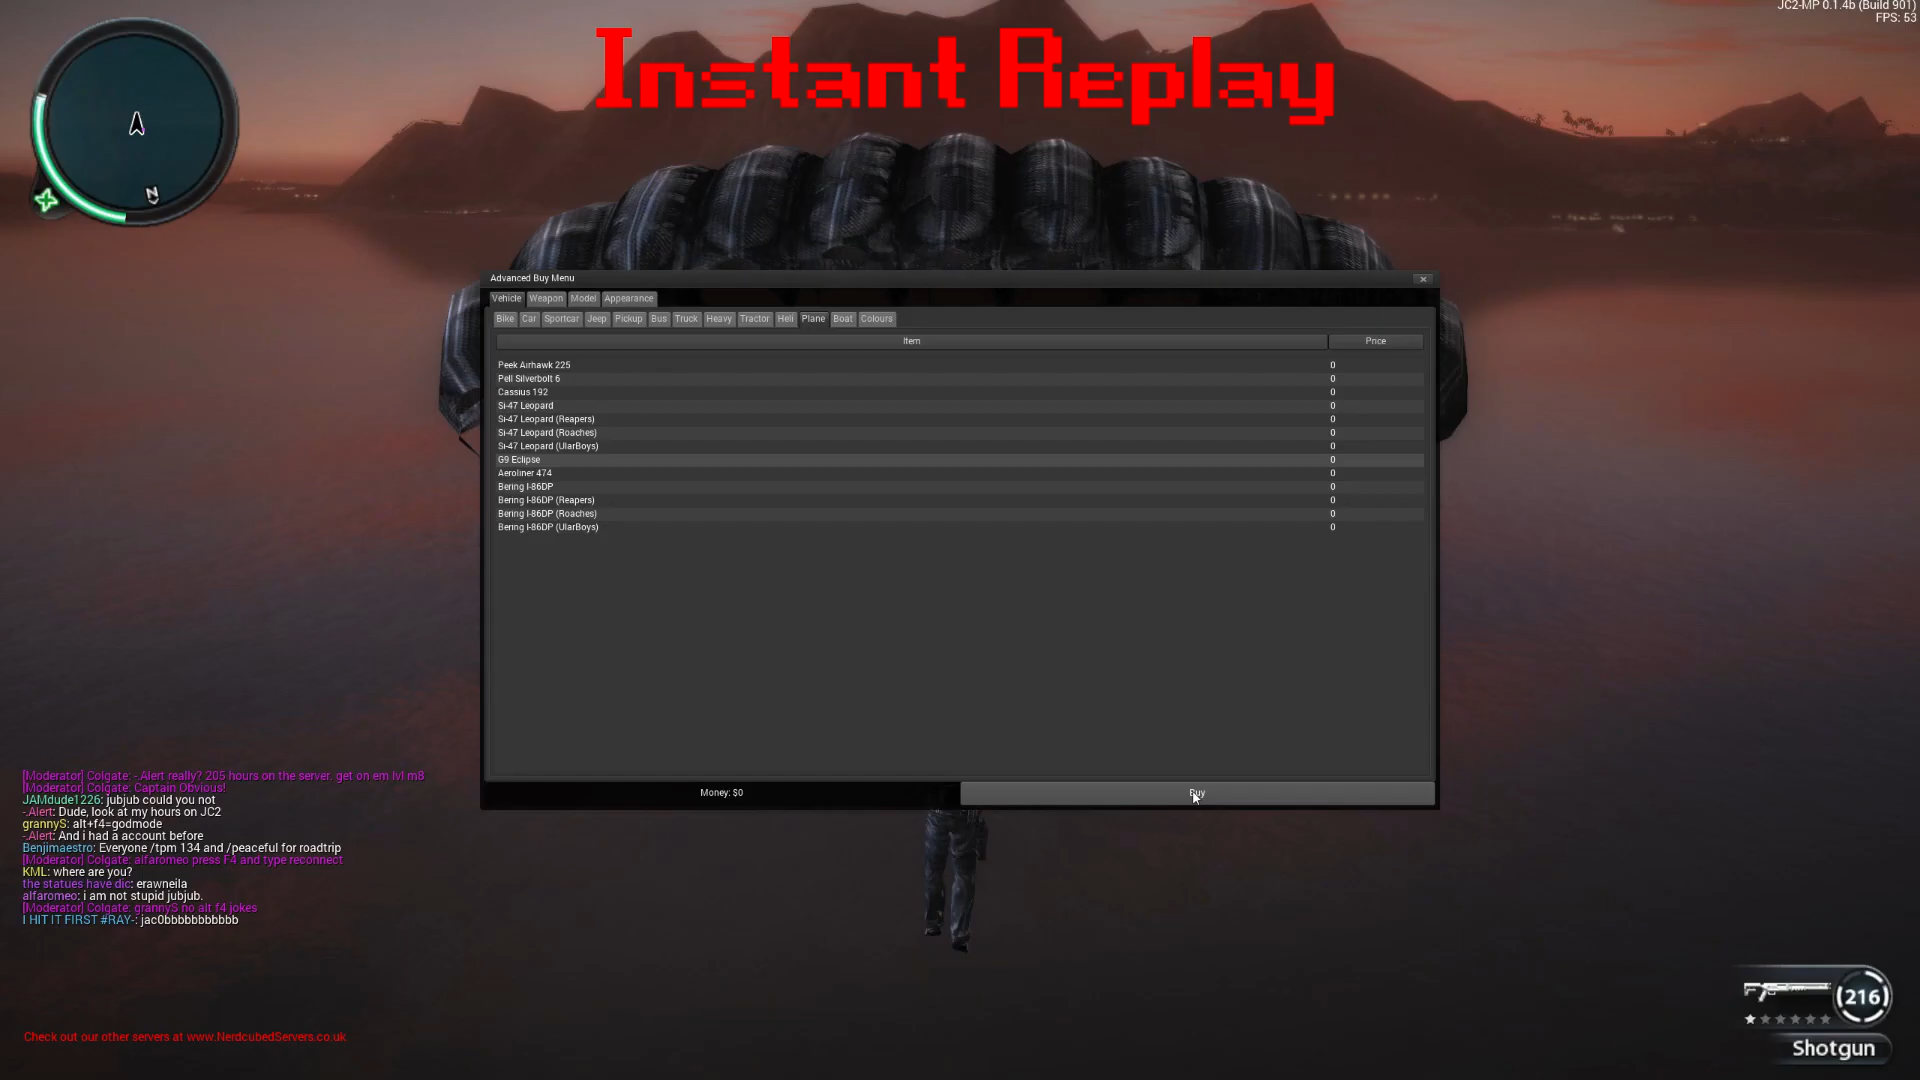 JC2-MP 0.1.4b (Build 901)
FPS: 53
Instant Replay
N
Advanced Buy Menu
Vehicle Weapon Model Appearance
Bike Car Sportcar Jeep Pickup Bus Truck Heavy Tractor Heli Plane Boat Colours
Item Price
Peek Airhawk 225 0
Pell Silverbolt 6 0
Cassius 192 0
Si-47 Leopard 0
Si-47 Leopard (Reapers) 0
Si-47 Leopard (Roaches) 0
Si-47 Leopard (UlarBoys) 0
G9 Eclipse 0
Aeroliner 474 0
Bering I-86DP 0
Bering I-86DP (Reapers) 0
Bering I-86DP (Roaches) 0
Bering I-86DP (UlarBoys) 0
Money: $0 Buy
[Moderator] Colgate: -.Alert really? 205 hours on the server. get on em lvl m8
[Moderator] Colgate: Captain Obvious!
JAMdude1226: jubjub could you not
-.Alert: Dude, look at my hours on JC2
grannyS: alt+f4=godmode
-.Alert: And i had a account before
Benjimaestro: Everyone /tpm 134 and /peaceful for roadtrip
[Moderator] Colgate: alfaromeo press F4 and type reconnect
KML: where are you?
the statues have dic: erawneila
alfaromeo: i am not stupid jubjub.
[Moderator] Colgate: grannyS no alt f4 jokes
I HIT IT FIRST #RAY-: jac0bbbbbbbbbbb
Check out our other servers at www.NerdcubedServers.co.uk
216
Shotgun